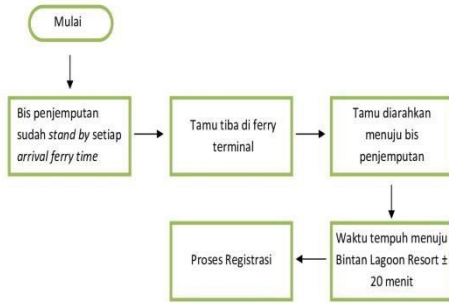 Mulai
Bis penjemputan
sudah stand by setiap
arrival ferry time
Tamu tiba di ferry
terminal
Tamu diarahkan
menuju bis
penjemputan
Waktu tempuh menuju
Bintan Lagoon Resort ±
20 menit
Proses Registrasi